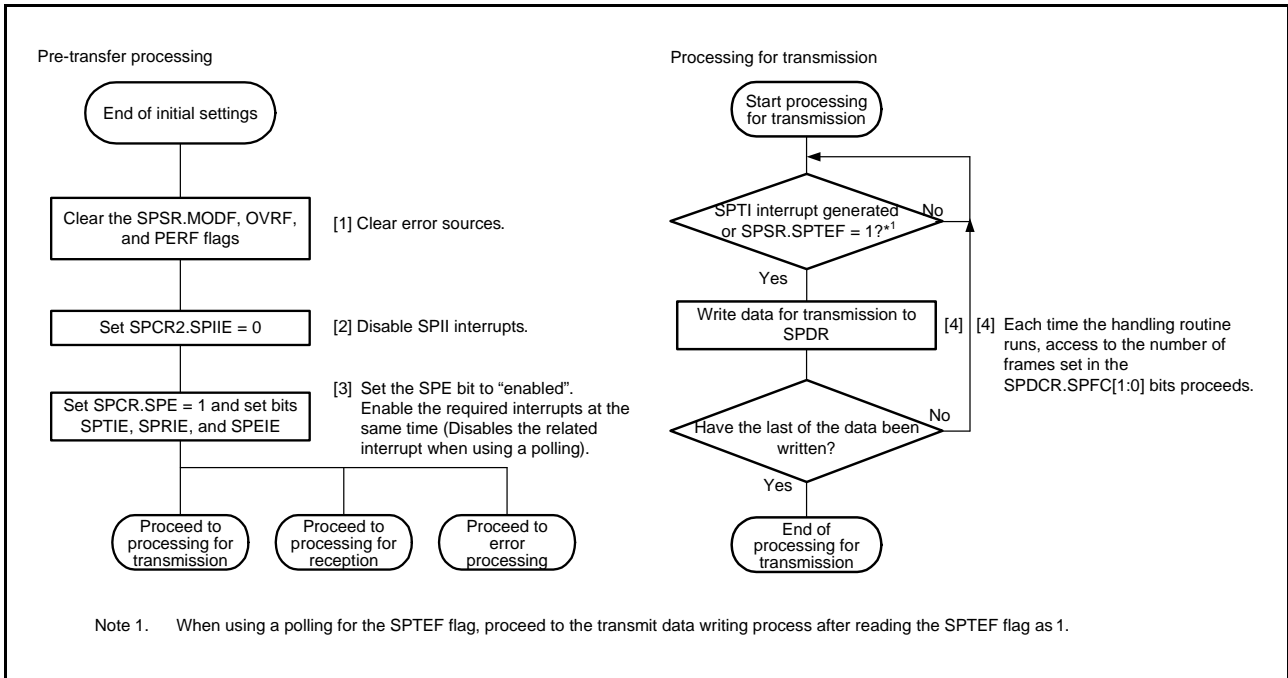 Pre-transfer processing
End of initial settings
Clear the SPSR.MODF, OVRF,
and PERF flags
[1] Clear error sources.
Set SPCR2.SPIIE = 0
[2] Disable SPII interrupts.
Set SPCR.SPE = 1 and set bits
SPTIE, SPRIE, and SPEIE
[3] Set the SPE bit to “enabled”.
Enable the required interrupts at the
same time (Disables the related
interrupt when using a polling).
Proceed to
processing for
transmission
Proceed to
processing for
reception
Proceed to
error
processing
Processing for transmission
Start processing
for transmission
SPTI interrupt generated
or SPSR.SPTEF = 1?*1
No
Yes
Write data for transmission to
SPDR
[4]
[4] Each time the handling routine
runs, access to the number of
frames set in the
SPDCR.SPFC[1:0] bits proceeds.
Have the last of the data been
written?
No
Yes
End of
processing for
transmission
Note 1. When using a polling for the SPTEF flag, proceed to the transmit data writing process after reading the SPTEF flag as 1.